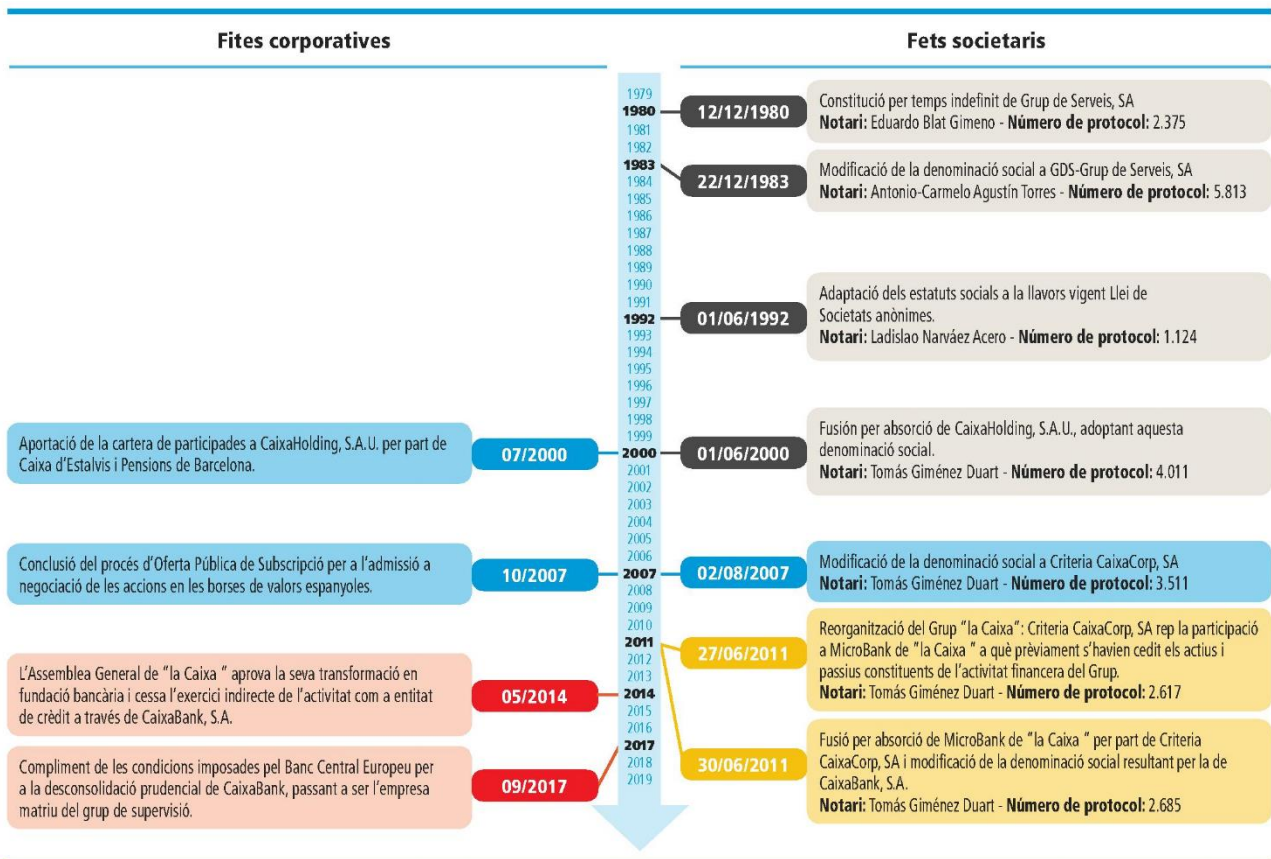 Fites corporatives
Fets societaris
1979
1980
1981
1982
1983
1984
1985
1986
1987
1988
1989
1990
1991
1992
1993
1994
1995
1996
1997
1998
1999
2000
2001
2002
2003
2004
2005
2006
2007
2008
2009
2010
2011
2012
2013
2014
2015
2016
2017
2018
2019
12/12/1980
Constitució per temps indefinit de Grup de Serveis, SA
Notari: Eduardo Blat Gimeno - Número de protocol: 2.375
22/12/1983
Modificació de la denominació social a GDS-Grup de Serveis, SA
Notari: Antonio-Carmelo Agustín Torres - Número de protocol: 5.813
01/06/1992
Adaptació dels estatuts socials a la llavors vigent Llei de
Societats anònimes.
Notari: Ladislao Narváez Acero - Número de protocol: 1.124
Aportació de la cartera de participades a CaixaHolding, S.A.U. per part de
Caixa d'Estalvis i Pensions de Barcelona.
07/2000
01/06/2000
Fusión per absorció de CaixaHolding, S.A.U., adoptant aquesta
denominació social.
Notari: Tomás Giménez Duart - Número de protocol: 4.011
Conclusió del procés d'Oferta Pública de Subscripció per a l'admissió a
negociació de les accions en les borses de valors espanyoles.
10/2007
02/08/2007
Modificació de la denominació social a Criteria CaixaCorp, SA
Notari: Tomás Giménez Duart - Número de protocol: 3.511
27/06/2011
Reorganització del Grup "la Caixa": Criteria CaixaCorp, SA rep la participació
a MicroBank de "la Caixa " a què prèviament s'havien cedit els actius i
passius constituents de l'activitat financera del Grup.
Notari: Tomás Giménez Duart - Número de protocol: 2.617
L'Assemblea General de "la Caixa " aprova la seva transformació en
fundació bancària i cessa l'exercici indirecte de l'activitat com a entitat
de crèdit a través de CaixaBank, S.A.
05/2014
30/06/2011
Fusió per absorció de MicroBank de "la Caixa " per part de Criteria
CaixaCorp, SA i modificació de la denominació social resultant per la de
CaixaBank, S.A.
Notari: Tomás Giménez Duart - Número de protocol: 2.685
Compliment de les condicions imposades pel Banc Central Europeu per
a la desconsolidació prudencial de CaixaBank, passant a ser l'empresa
matriu del grup de supervisió.
09/2017